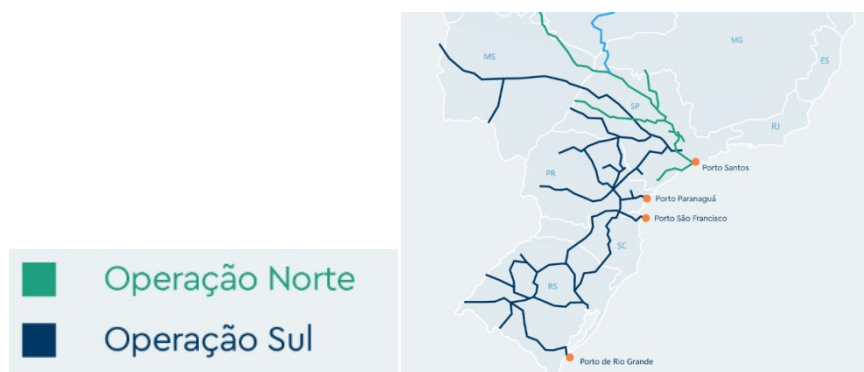 Operação Norte
Operação Sul
MS
MG
ES
SP
RJ
Porto Santos
PR
Porto Paranaguá
Porto São Francisco
SC
RS
Porto de Rio Grande